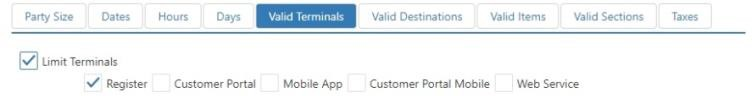 Party Size Dates Hours Days Valid Terminals Valid Destinations Valid Items Valid Sections Taxes
Limit Terminals
Register Customer Portal Mobile App Customer Portal Mobile Web Service